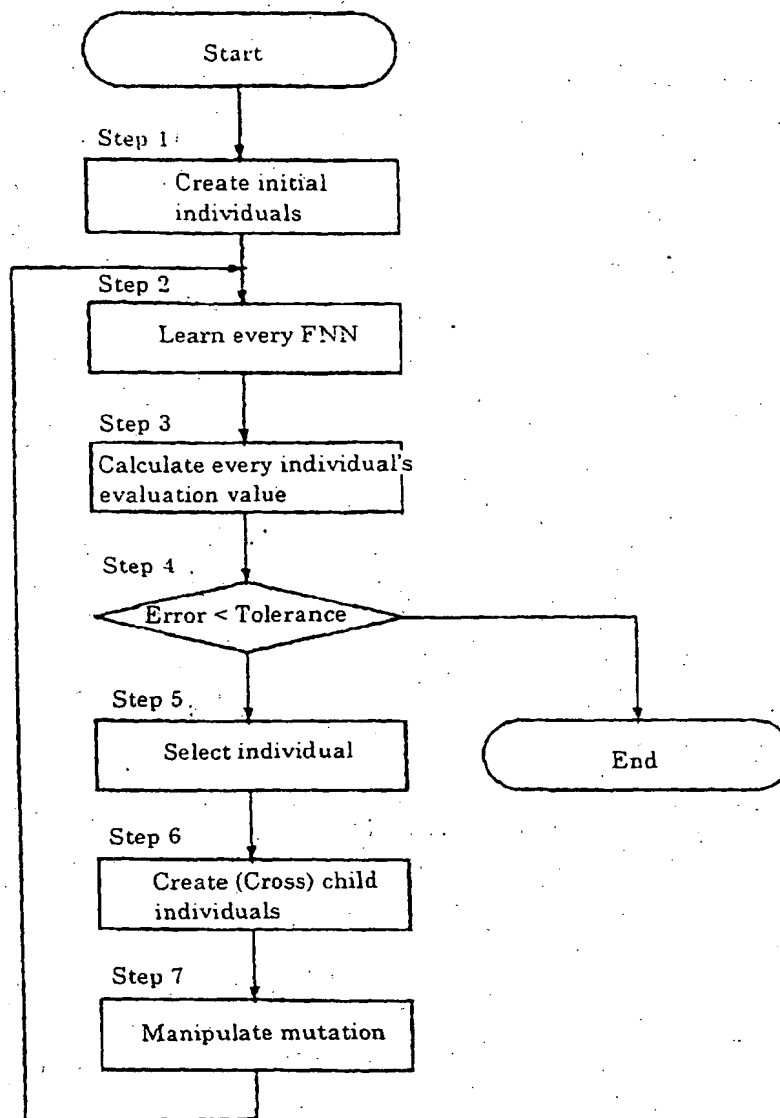 Start
Step 1
Create initial
individuals
Step 2
Learn every FNN
Step 3
Calculate every individual's
evaluation value
Step 4
Error < Tolerance
Step 5
Select individual
End
Step 6
Create (Cross) child
individuals
Step 7
Manipulate mutation